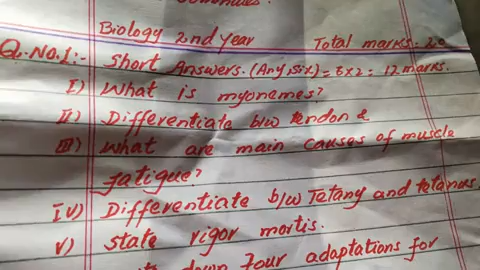 Biology 2nd year Total marks:
Q.NO.1:- Short Answers. (Any,six) = 6x2 = 12 marks.
I) What is myonemes?
II) Differentiate b/w tendon &
III) What are main causes of muscle
fatigue?
IV) Differentiate b/w Tetany and tetanus.
V) State rigor mortis.
down Four adaptations for